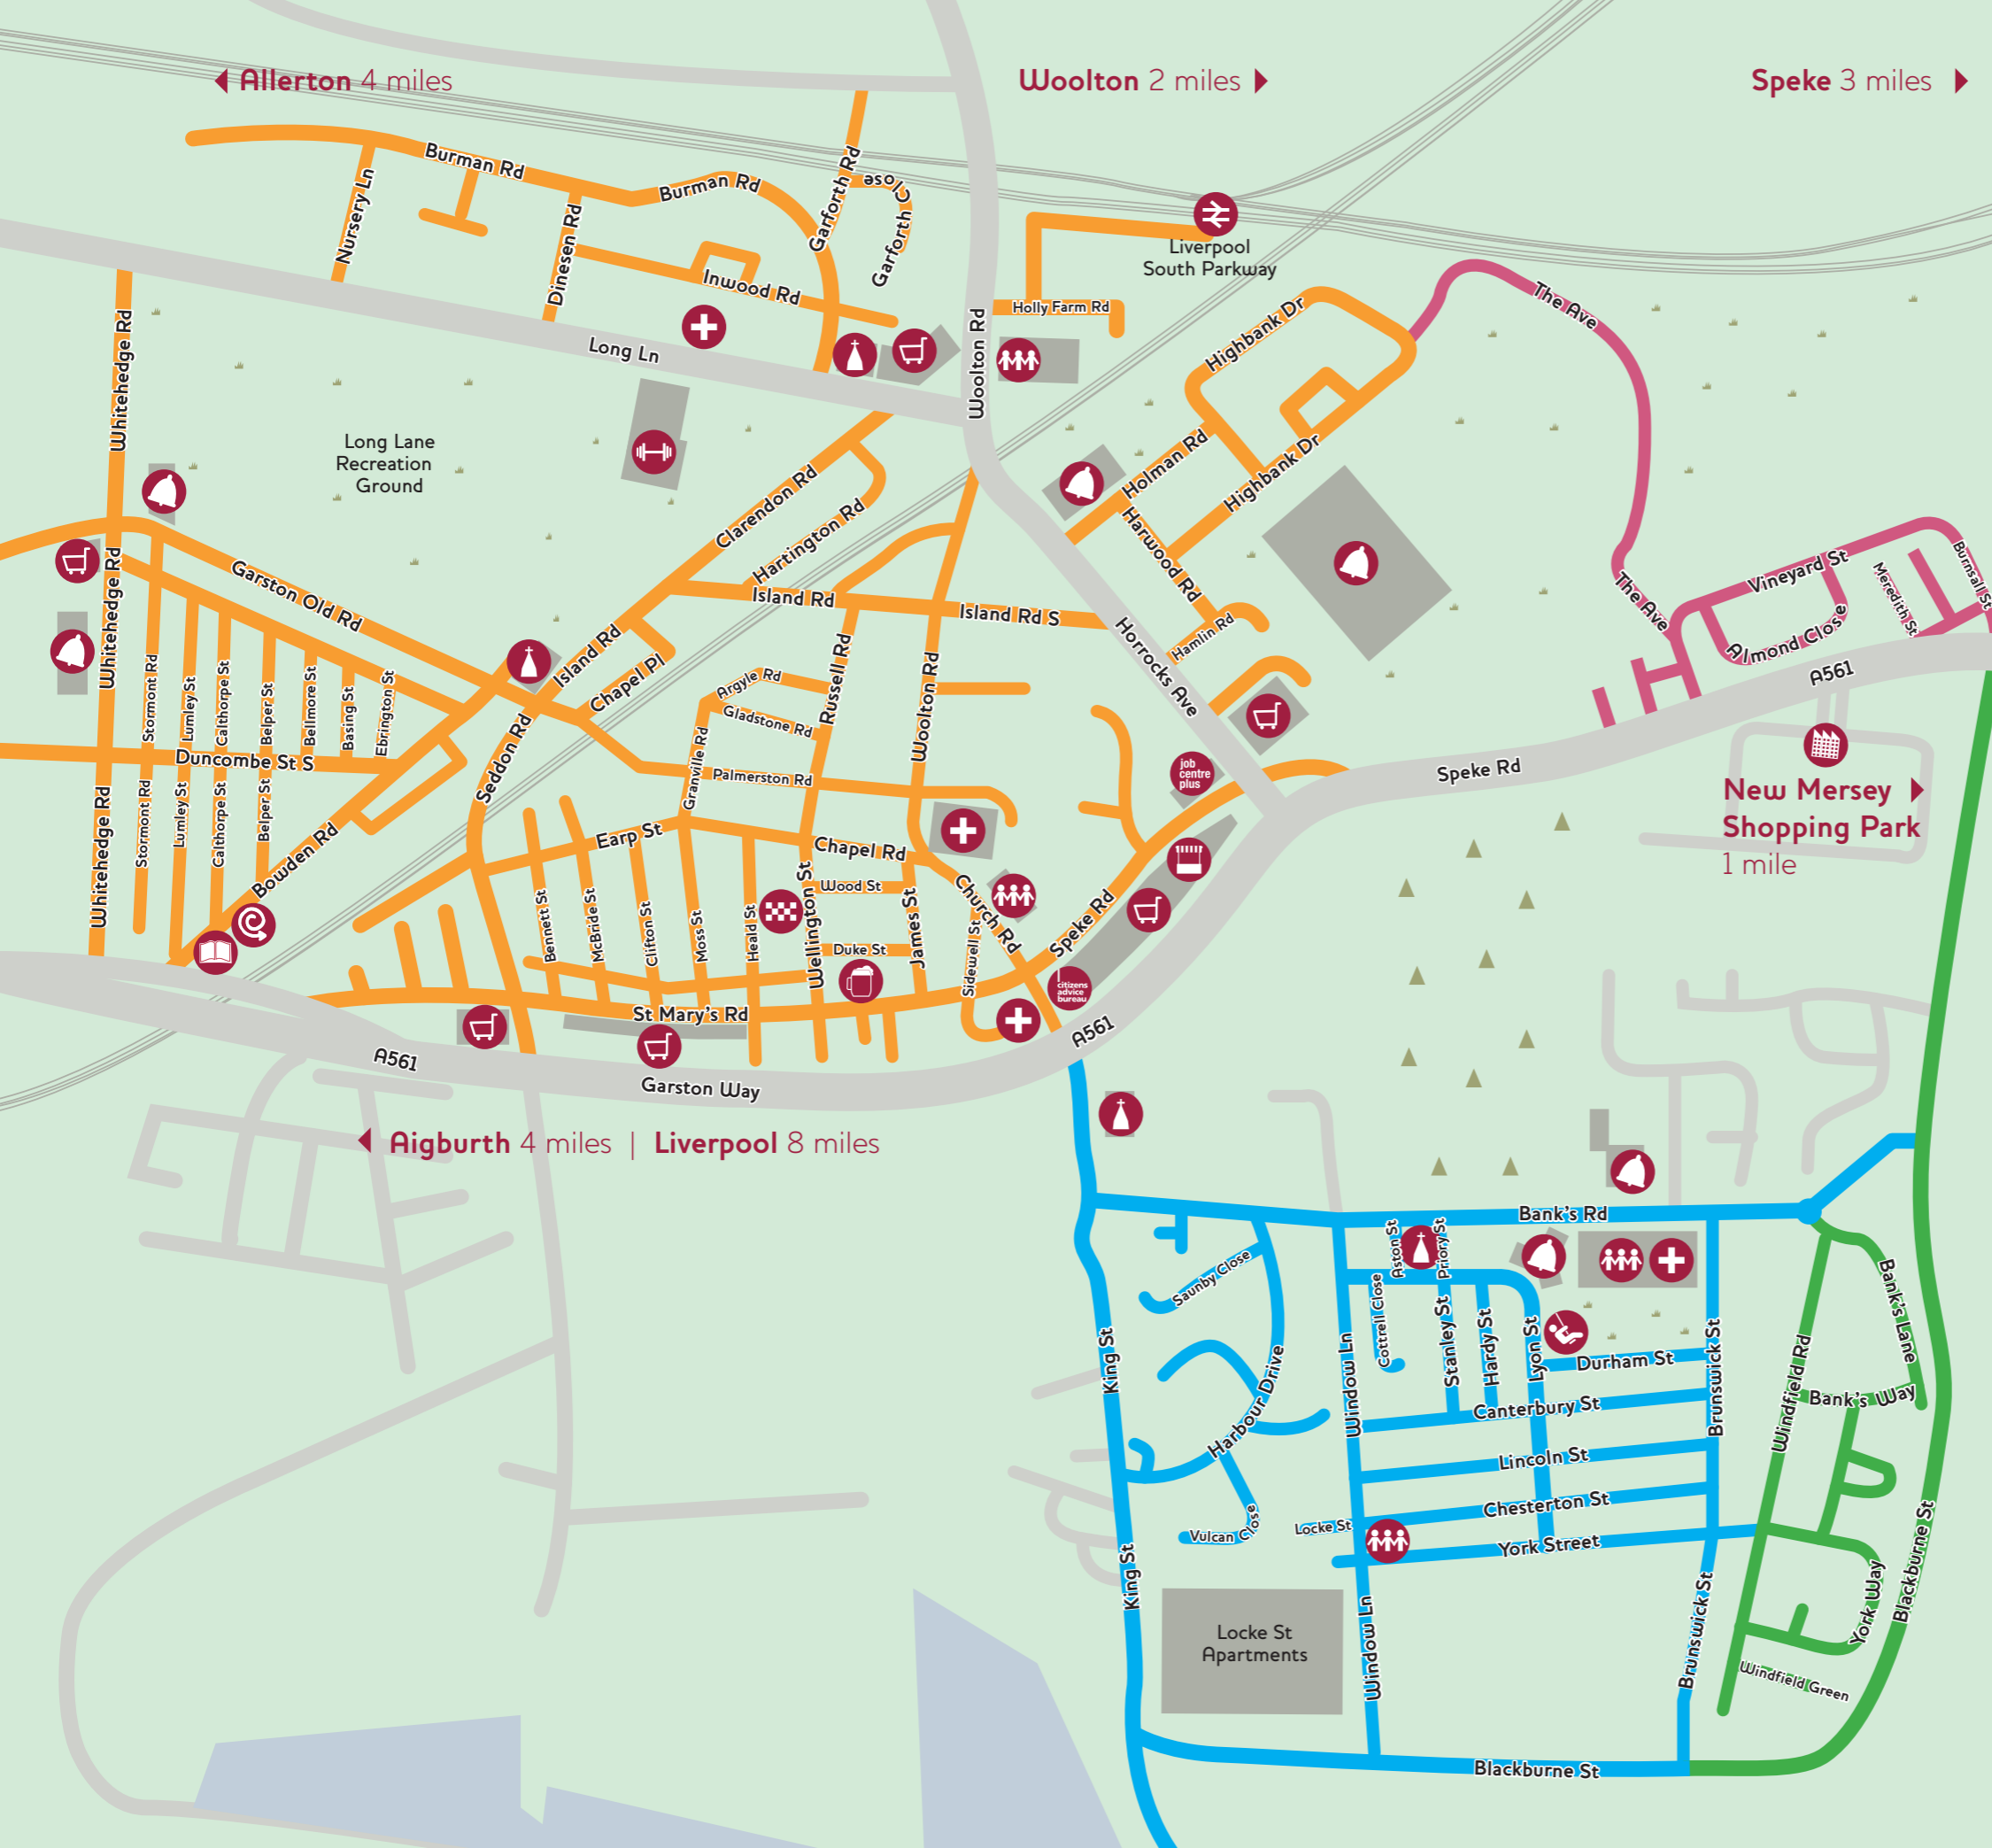 Allerton 4 miles
Woolton 2 miles
Speke 3 miles
Burman Rd
Burman Rd
Nursery Ln
Dinesen Rd
Garforth Rd
Garforth Close
Inwood Rd
Liverpool
South Parkway
Holly Farm Rd
Highbank Dr
The Ave
Whitehedge Rd
Long Ln
Woolton Rd
Long Lane
Recreation
Ground
Clarendon Rd
Hartington Rd
Holman Rd
Highbank Dr
Harwood Rd
Garston Old Rd
Whitehedge Rd
Island Rd
Island Rd S
Island Rd
Chapel Pl
Horrocks Ave
Hamlin Rd
The Ave
Vineyard St
Almond Close
Meredith St
Burnsall St
A561
Stormont Rd
Lumley St
Calthorpe St
Belper St
Bellmore St
Basing St
Ebrington St
Duncombe St S
Seddon Rd
Argyle Rd
Gladstone Rd
Russell Rd
Woolton Rd
Granville Rd
Palmerston Rd
job
centre
plus
Speke Rd
New Mersey
Shopping Park
1 mile
Whitehedge Rd
Stormont Rd
Lumley St
Calthorpe St
Belper St
Bowden Rd
Earp St
Chapel Rd
Wood St
Bennett St
McBride St
Clifton St
Moss St
Heald St
Wellington St
Duke St
James St
Church Rd
Sidewell St
Speke Rd
citizens
advice
bureau
St Mary's Rd
A561
A561
Garston Way
Aigburth 4 miles | Liverpool 8 miles
Bank's Rd
Saunby Close
Aston St
Priory St
Cottrell Close
Stanley St
Hardy St
Lyon St
Durham St
Brunswick St
Bank's Lane
Windfield Rd
Bank's Way
King St
Harbour Drive
Window Ln
Canterbury St
Lincoln St
Chesterton St
Locke St
York Street
Vulcan Close
King St
Locke St
Apartments
Window Ln
Brunswick St
York Way
Blackburne St
Windfield Green
Blackburne St